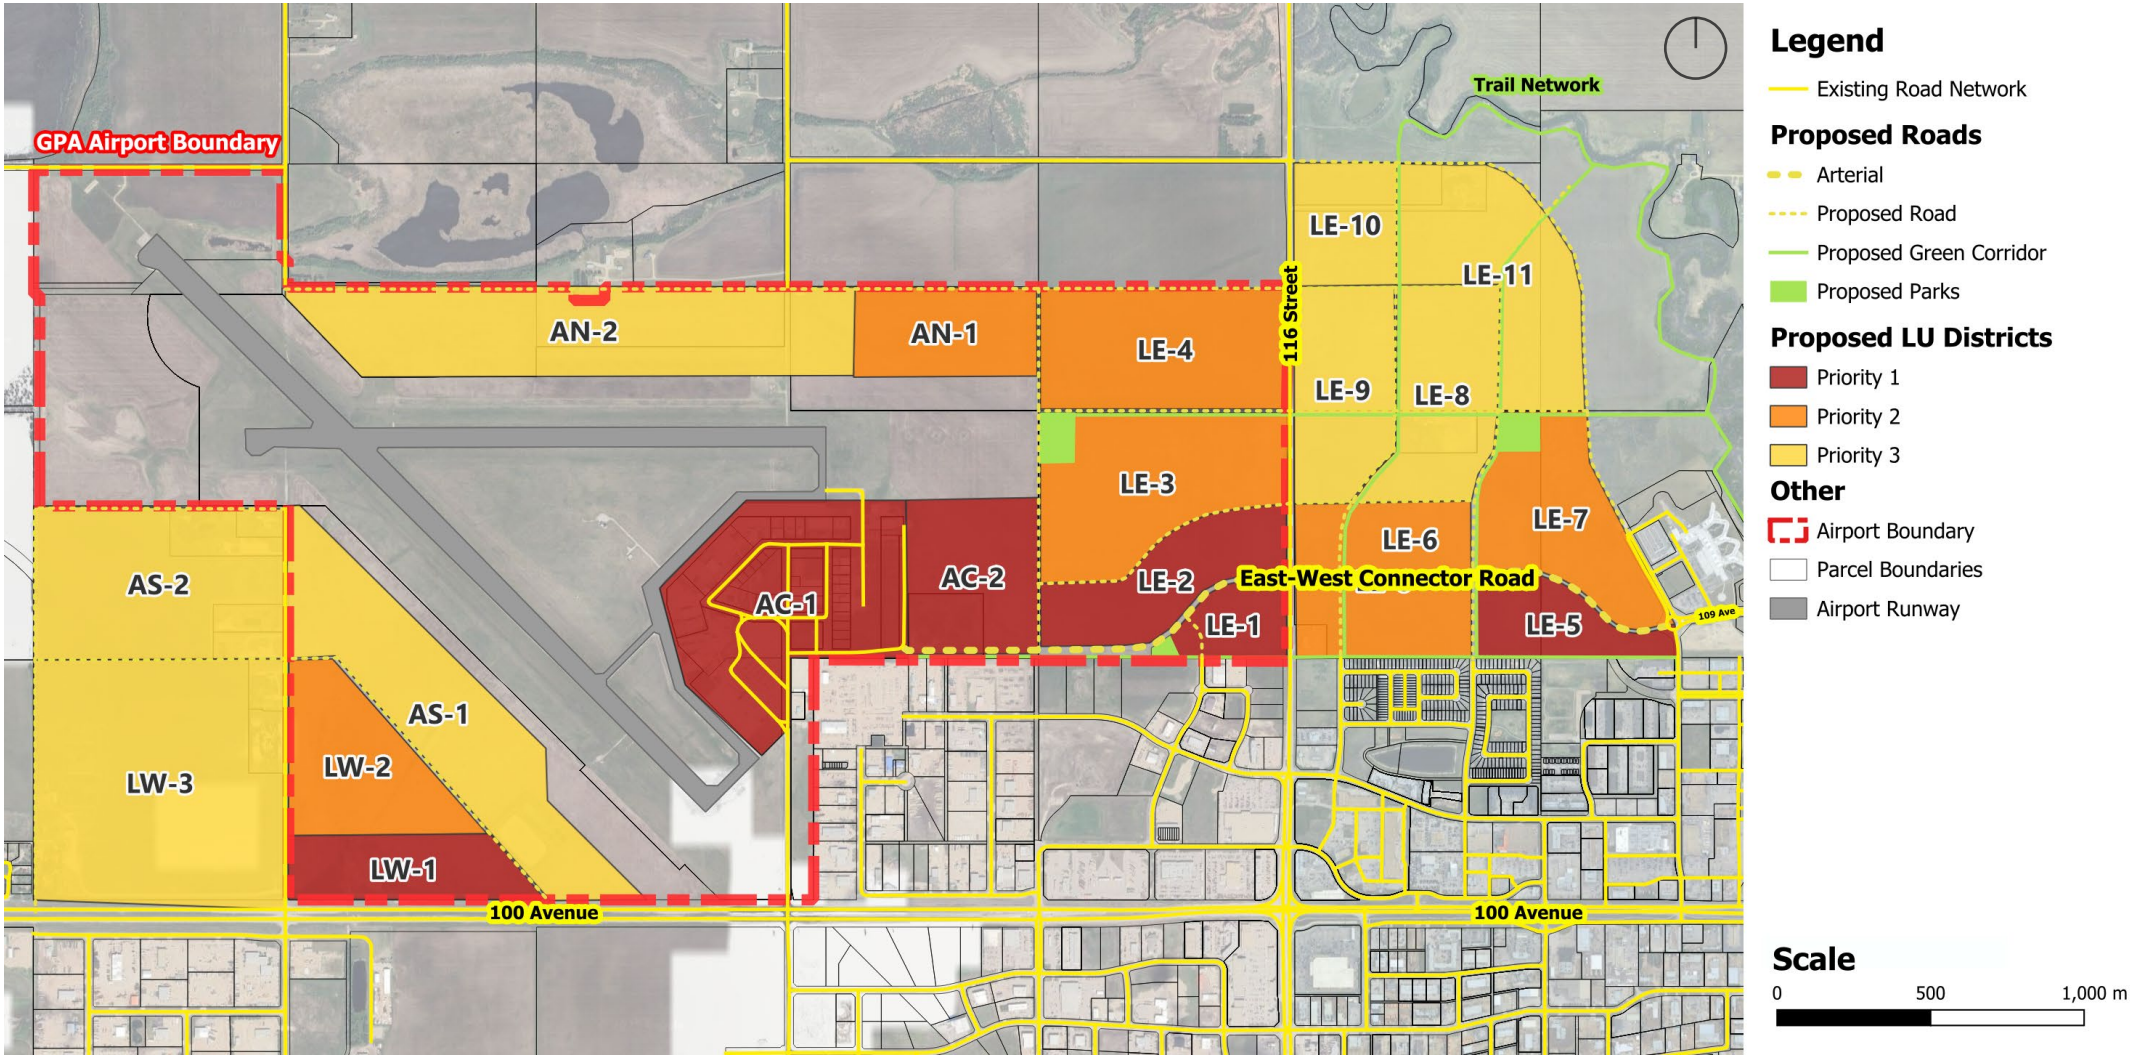 Trail Network
GPA Airport Boundary
LE-10
LE-11
116 Street
AN-2
AN-1
LE-4
LE-9
LE-8
LE-3
LE-7
LE-6
AS-2
AC-1
AC-2
LE-2
East-West Connector Road
LE-1
LE-5
109 Ave
AS-1
LW-2
LW-3
LW-1
100 Avenue
100 Avenue
Legend
Existing Road Network
Proposed Roads
Arterial
Proposed Road
Proposed Green Corridor
Proposed Parks
Proposed LU Districts
Priority 1
Priority 2
Priority 3
Other
Airport Boundary
Parcel Boundaries
Airport Runway
Scale
0 500 1,000 m